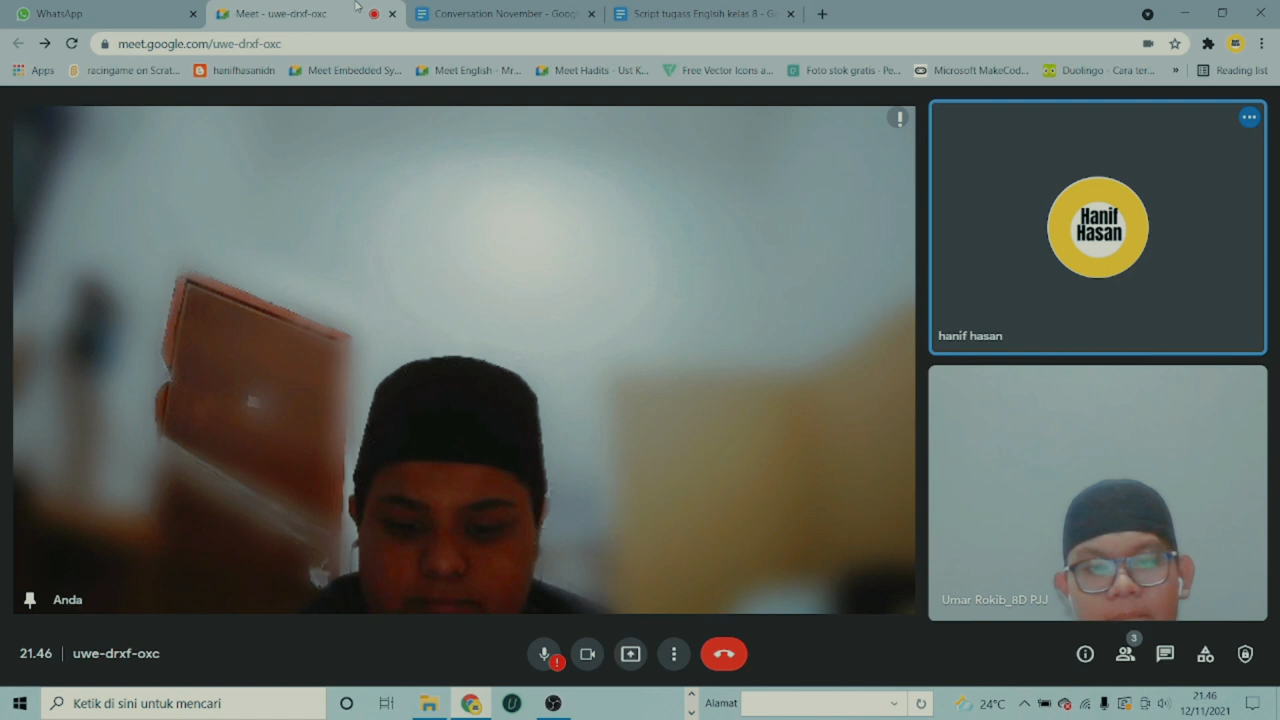 WhatsApp
Meet - uwe-drxf-oxc
Conversation November - Goog
Script tugass Englsih kelas 8 - G
meet.google.com/uwe-drxf-oxc
Apps
racingame on Scrat...
hanifhasanidn
Meet Embedded Sy...
Meet English - Mr...
Meet Hadits - Ust K...
Free Vector Icons a...
Foto stok gratis · Pe...
Microsoft MakeCod...
Duolingo - Cara ter...
»
Reading list
Hanif
Hasan
hanif hasan
Anda
Umar Rokib_8D PJJ
21.46
uwe-drxf-oxc
3
Ketik di sini untuk mencari
Alamat
24°C
21.46
12/11/2021